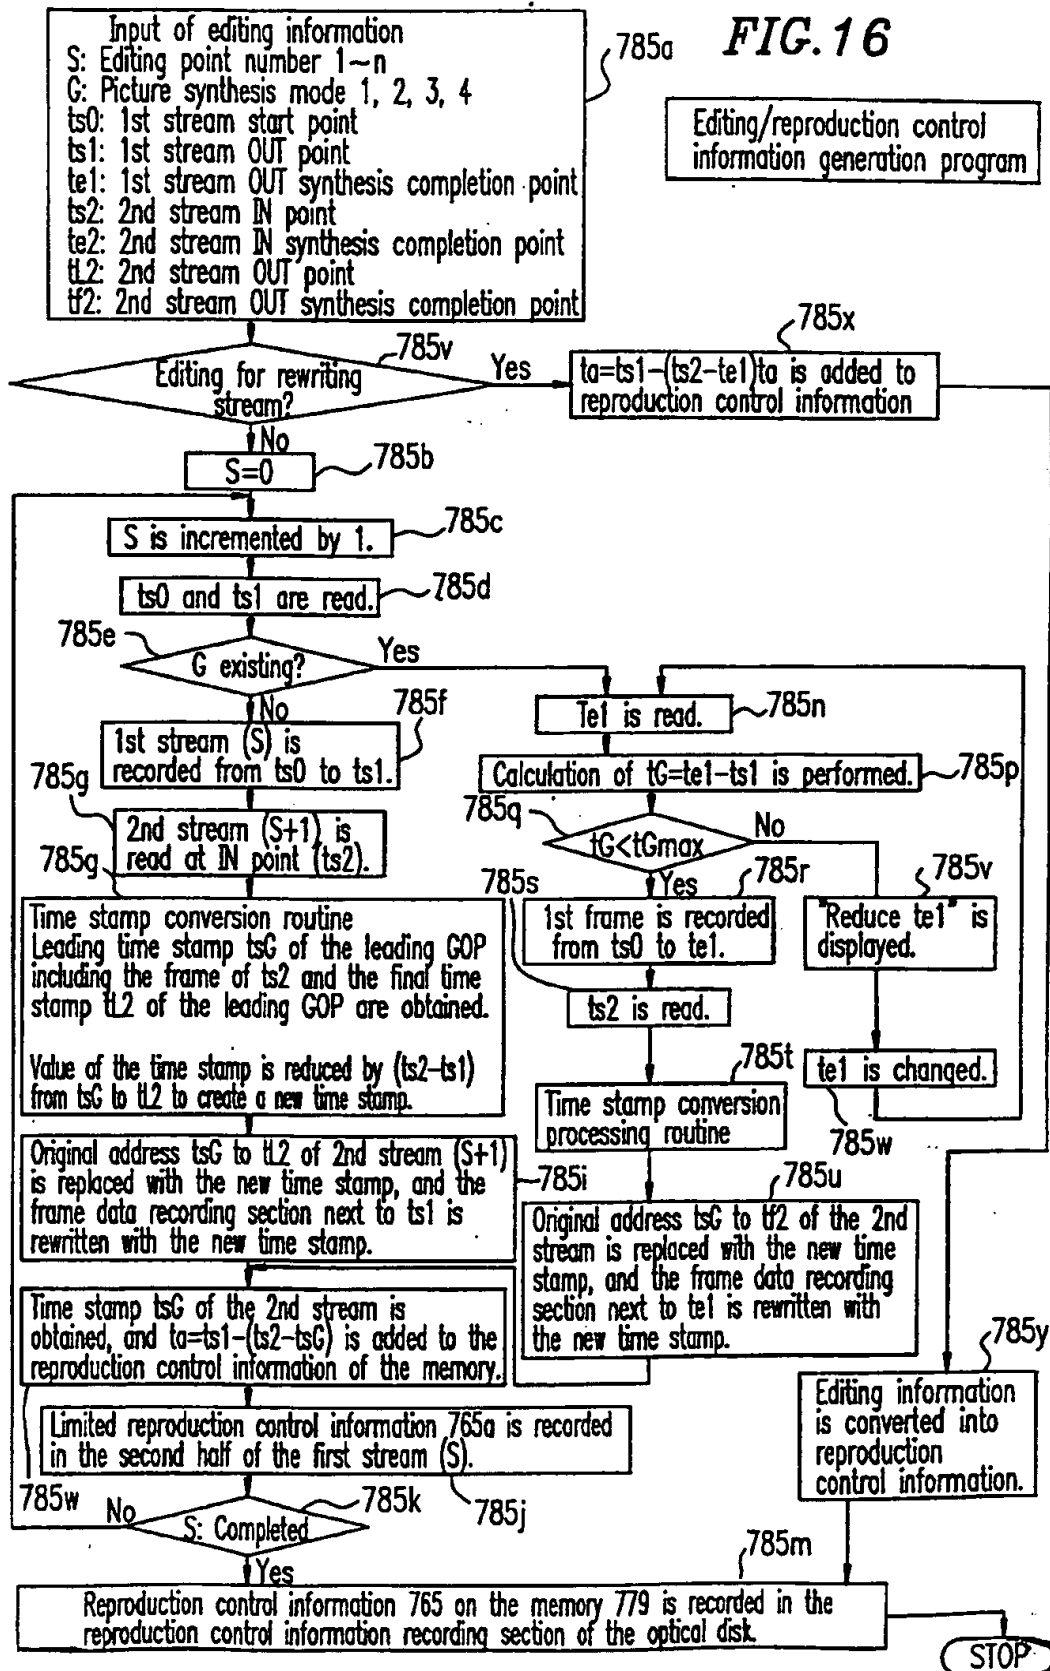 FIG.16
Input of editing information
S: Editing point number 1~n
G: Picture synthesis mode 1, 2, 3, 4
ts0: 1st stream start point
ts1: 1st stream OUT point
te1: 1st stream OUT synthesis completion point
ts2: 2nd stream IN point
te2: 2nd stream IN synthesis completion point
tL2: 2nd stream OUT point
tf2: 2nd stream OUT synthesis completion point
785a
Editing/reproduction control
information generation program
785v
Editing for rewriting
stream?
Yes
785x
ta=ts1-(ts2-te1)ta is added to
reproduction control information
No
S=0
785b
S is incremented by 1.
785c
ts0 and ts1 are read.
785d
785e
G existing?
Yes
No
785f
1st stream (S) is
recorded from ts0 to ts1.
785g
2nd stream (S+1) is
read at IN point (ts2).
785g
Time stamp conversion routine
Leading time stamp tsG of the leading GOP
including the frame of ts2 and the final time
stamp tL2 of the leading GOP are obtained.
Value of the time stamp is reduced by (ts2-ts1)
from tsG to tL2 to create a new time stamp.
Original address tsG to tL2 of 2nd stream (S+1)
is replaced with the new time stamp, and the
frame data recording section next to ts1 is
rewritten with the new time stamp.
785i
Time stamp tsG of the 2nd stream is
obtained, and ta=ts1-(ts2-tsG) is added to the
reproduction control information of the memory.
785w
Limited reproduction control information 765a is recorded
in the second half of the first stream (S).
785j
785k
S: Completed
No
Yes
Te1 is read.
785n
Calculation of tG=te1-ts1 is performed.
785p
785q
tG<tGmax
No
Yes
785r
1st frame is recorded
from ts0 to te1.
785s
ts2 is read.
785t
Time stamp conversion
processing routine
785u
Original address tsG to tf2 of the 2nd
stream is replaced with the new time
stamp, and the frame data recording
section next to te1 is rewritten with
the new time stamp.
785v
"Reduce te1" is
displayed.
te1 is changed.
785w
785y
Editing information
is converted into
reproduction
control information.
785m
Reproduction control information 765 on the memory 779 is recorded in the
reproduction control information recording section of the optical disk.
STOP